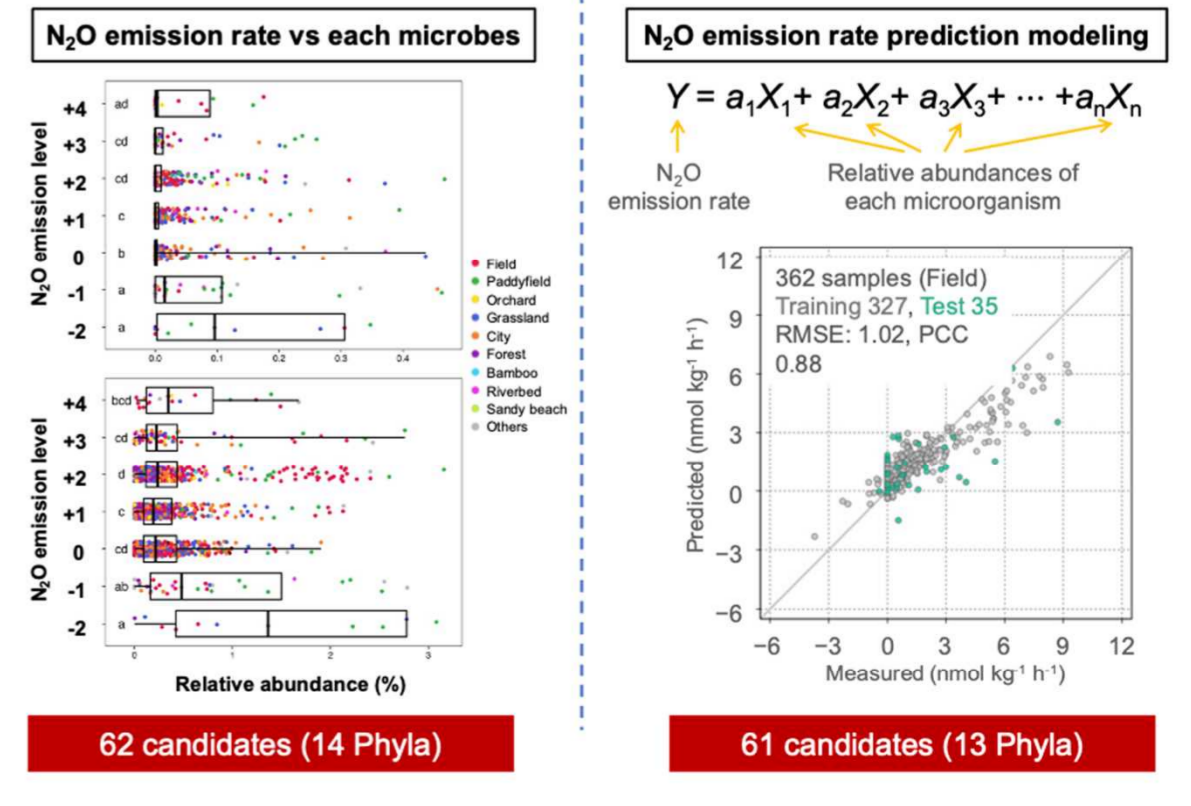 N₂O emission rate vs each microbes
N₂O emission level
+4
ad
+3
cd
+2
cd
+1
c
0
b
-1
a
-2
a
0.0 0.1 0.2 0.3 0.4
Field
Paddyfield
Orchard
Grassland
City
Forest
Bamboo
Riverbed
Sandy beach
Others
N₂O emission level
+4
bcd
+3
cd
+2
d
+1
c
0
cd
-1
ab
-2
a
0 1 2 3
Relative abundance (%)
62 candidates (14 Phyla)
N₂O emission rate prediction modeling
Y = a₁X₁+ a₂X₂+ a₃X₃+ ··· +aₙXₙ
N₂O
emission rate
Relative abundances of
each microorganism
362 samples (Field)
Training 327, Test 35
RMSE: 1.02, PCC
0.88
Predicted (nmol kg⁻¹ h⁻¹)
12
9
6
3
0
−3
−6
−6 −3 0 3 6 9 12
Measured (nmol kg⁻¹ h⁻¹)
61 candidates (13 Phyla)